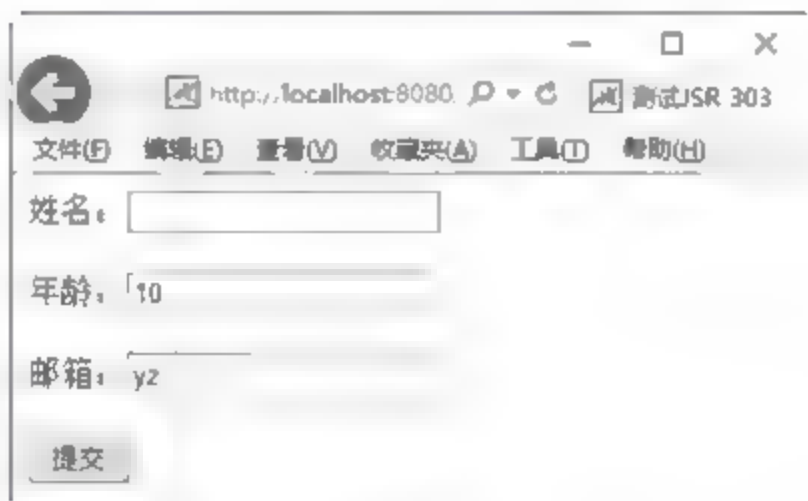 http://localhost:8080 测试JSR 303
文件(F) 编辑(E) 查看(V) 收藏夹(A) 工具(T) 帮助(H)
姓名：
年龄： 10
邮箱： yz
提交